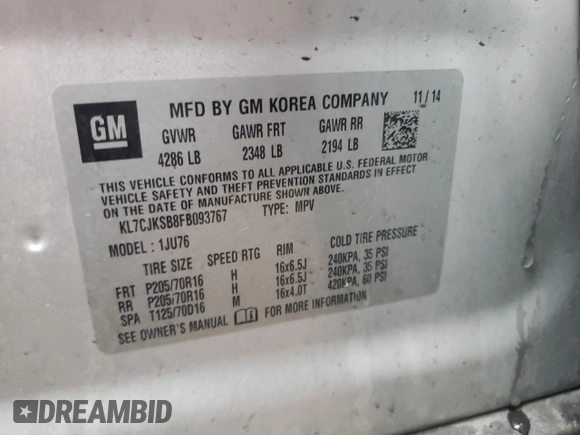 GM
MFD BY GM KOREA COMPANY 11/14
GVWR GAWR FRT GAWR RR
4286 LB 2348 LB 2194 LB
THIS VEHICLE CONFORMS TO ALL APPLICABLE U.S. FEDERAL MOTOR
VEHICLE SAFETY AND THEFT PREVENTION STANDARDS IN EFFECT
ON THE DATE OF MANUFACTURE SHOWN ABOVE.
KL7CJKSB8FB093767 TYPE: MPV
MODEL: 1JU76
TIRE SIZE SPEED RTG RIM COLD TIRE PRESSURE
FRT P205/70R16 H 16x6.5J 240KPA, 35 PSI
RR P205/70R16 H 16x6.5J 240KPA, 35 PSI
SPA T125/70D16 M 16x4.0T 420KPA, 60 PSI
SEE OWNER'S MANUAL FOR MORE INFORMATION
DREAMBID